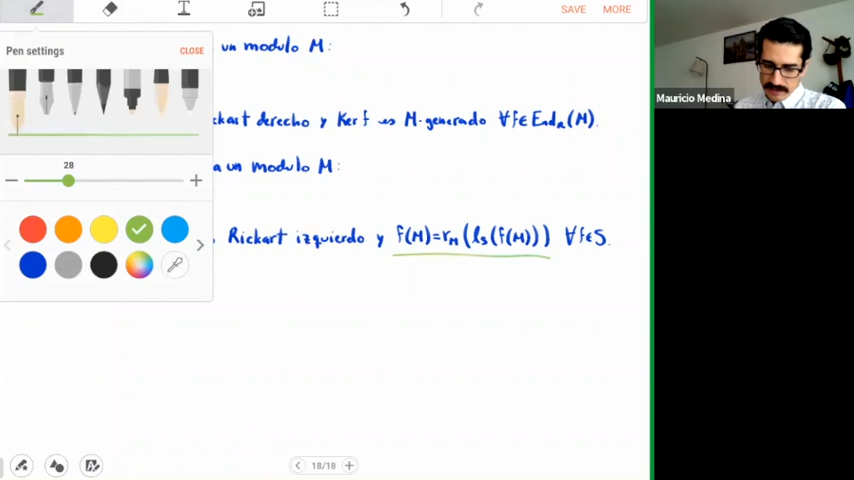 SAVE
MORE
Pen settings
CLOSE
un modulo M:
Mauricio Medina
ckart derecho y Ker f es M-generado ∀f∈End_R(M).
28
a un modulo M:
Rickart izquierdo y f(M)=r_M(l_S(f(M))) ∀f∈S.
18/18